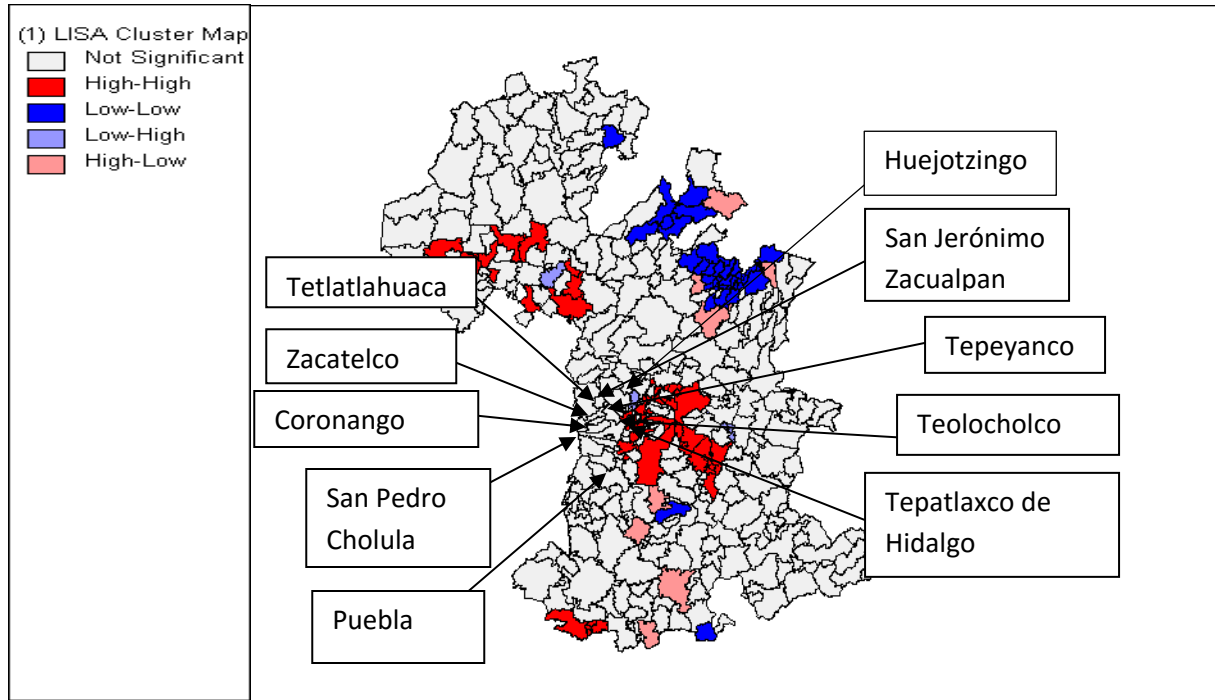 (1) LISA Cluster Map
Not Significant
High-High
Low-Low
Low-High
High-Low
Huejotzingo
San Jerónimo
Zacualpan
Tetlatlahuaca
Zacatelco
Tepeyanco
Coronango
Teolocholco
San Pedro
Cholula
Tepatlaxco de
Hidalgo
Puebla